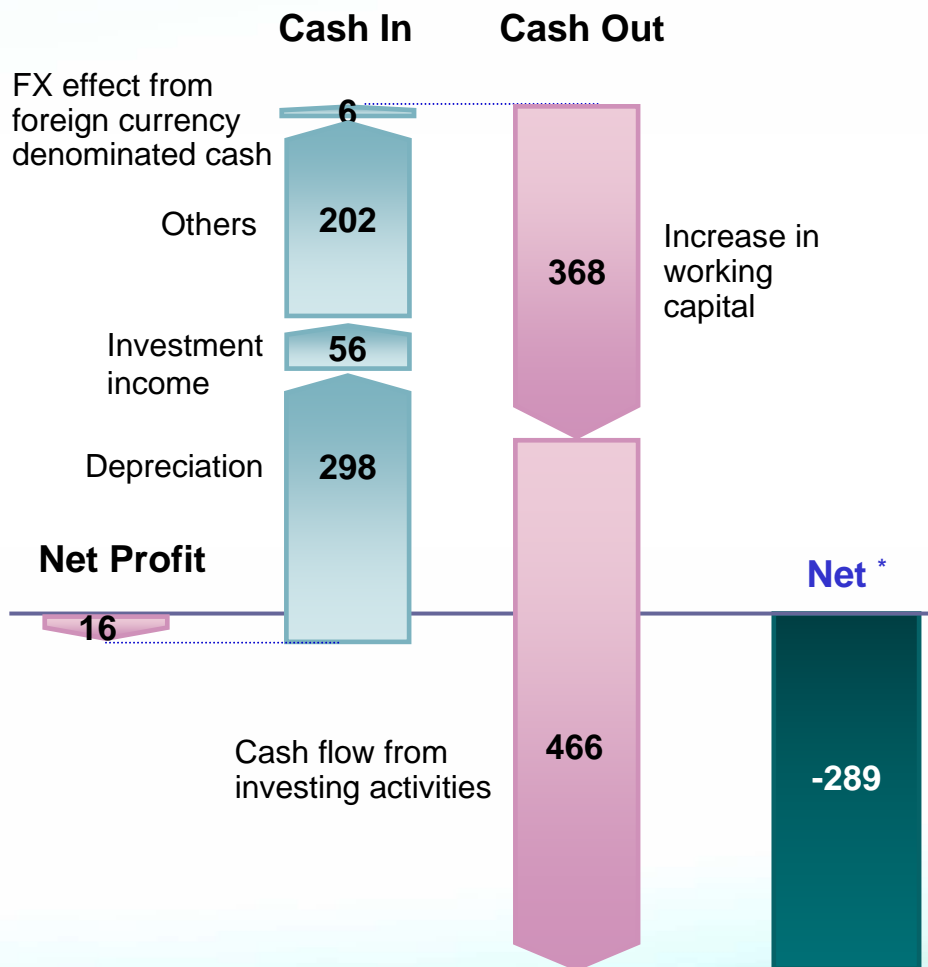 Cash In
Cash Out
FX effect from
foreign currency
denominated cash
6
Others
202
368
Increase in
working
capital
Investment
income
56
Depreciation
298
Net Profit
Net *
16
Cash flow from
investing activities
466
-289